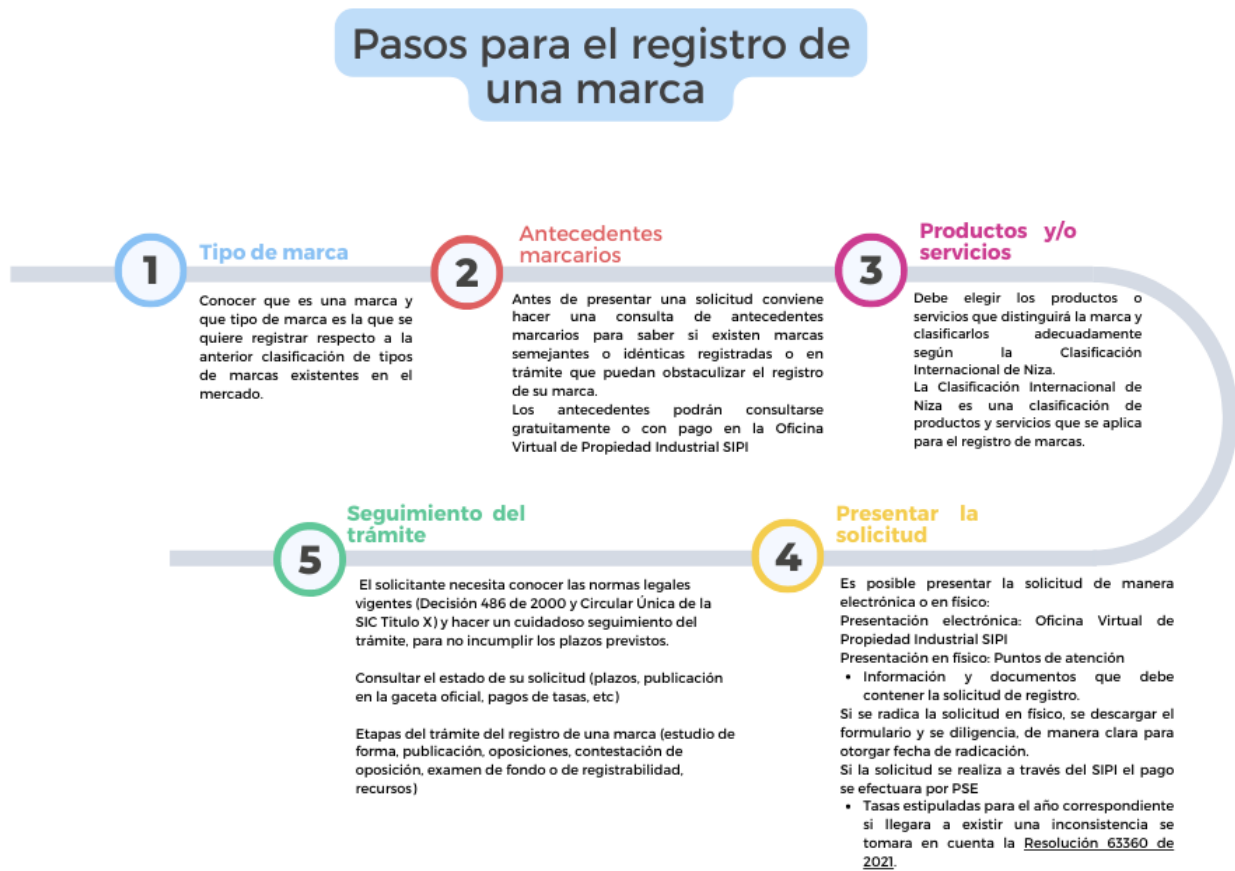 Pasos para el registro de
una marca
1
Tipo de marca
Conocer que es una marca y
que tipo de marca es la que se
quiere registrar respecto a la
anterior clasificación de tipos
de marcas existentes en el
mercado.
2
Antecedentes
marcarios
Antes de presentar una solicitud conviene
hacer una consulta de antecedentes
marcarios para saber si existen marcas
semejantes o idénticas registradas o en
trámite que puedan obstaculizar el registro
de su marca.
Los antecedentes podrán consultarse
gratuitamente o con pago en la Oficina
Virtual de Propiedad Industrial SIPI
3
Productos y/o
servicios
Debe elegir los productos o
servicios que distinguirá la marca y
clasificarlos adecuadamente
según la Clasificación
Internacional de Niza.
La Clasificación Internacional de
Niza es una clasificación de
productos y servicios que se aplica
para el registro de marcas.
4
Presentar la
solicitud
Es posible presentar la solicitud de manera
electrónica o en físico:
Presentación electrónica: Oficina Virtual de
Propiedad Industrial SIPI
Presentación en físico: Puntos de atención
• Información y documentos que debe
contener la solicitud de registro.
Si se radica la solicitud en físico, se descargar el
formulario y se diligencia, de manera clara para
otorgar fecha de radicación.
Si la solicitud se realiza a través del SIPI el pago
se efectuara por PSE
• Tasas estipuladas para el año correspondiente
si llegara a existir una inconsistencia se
tomara en cuenta la Resolución 63360 de
2021.
5
Seguimiento del
trámite
El solicitante necesita conocer las normas legales
vigentes (Decisión 486 de 2000 y Circular Única de la
SIC Titulo X) y hacer un cuidadoso seguimiento del
trámite, para no incumplir los plazos previstos.
Consultar el estado de su solicitud (plazos, publicación
en la gaceta oficial, pagos de tasas, etc)
Etapas del trámite del registro de una marca (estudio de
forma, publicación, oposiciones, contestación de
oposición, examen de fondo o de registrabilidad,
recursos)